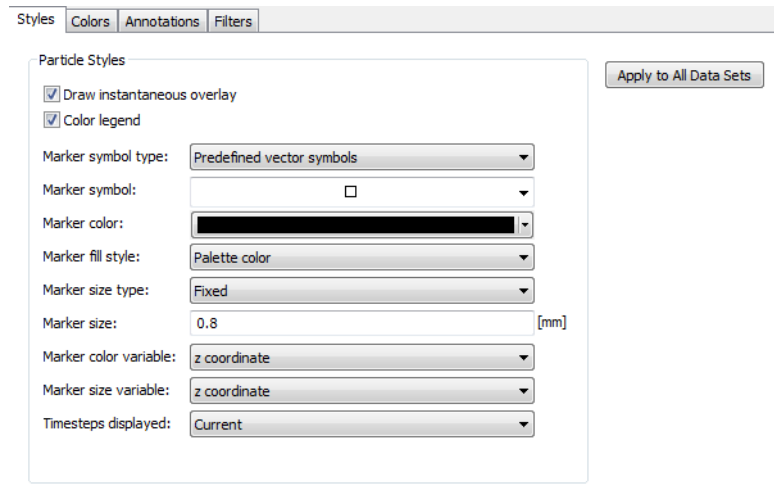 Styles Colors Annotations Filters
Particle Styles
Apply to All Data Sets
Draw instantaneous overlay
Color legend
Marker symbol type: Predefined vector symbols
Marker symbol:
Marker color:
Marker fill style: Palette color
Marker size type: Fixed
Marker size: 0.8 [mm]
Marker color variable: z coordinate
Marker size variable: z coordinate
Timesteps displayed: Current